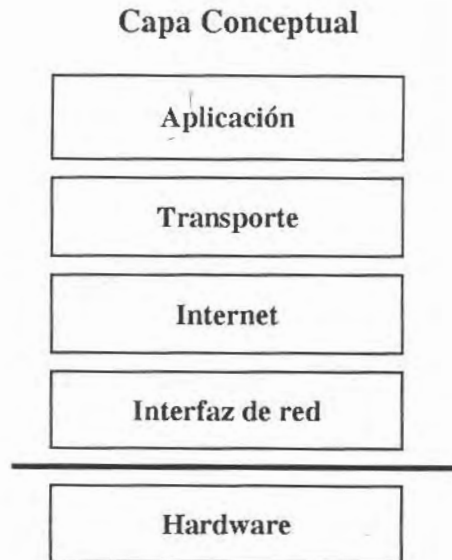 Capa Conceptual
Aplicación
Transporte
Internet
Interfaz de red
Hardware